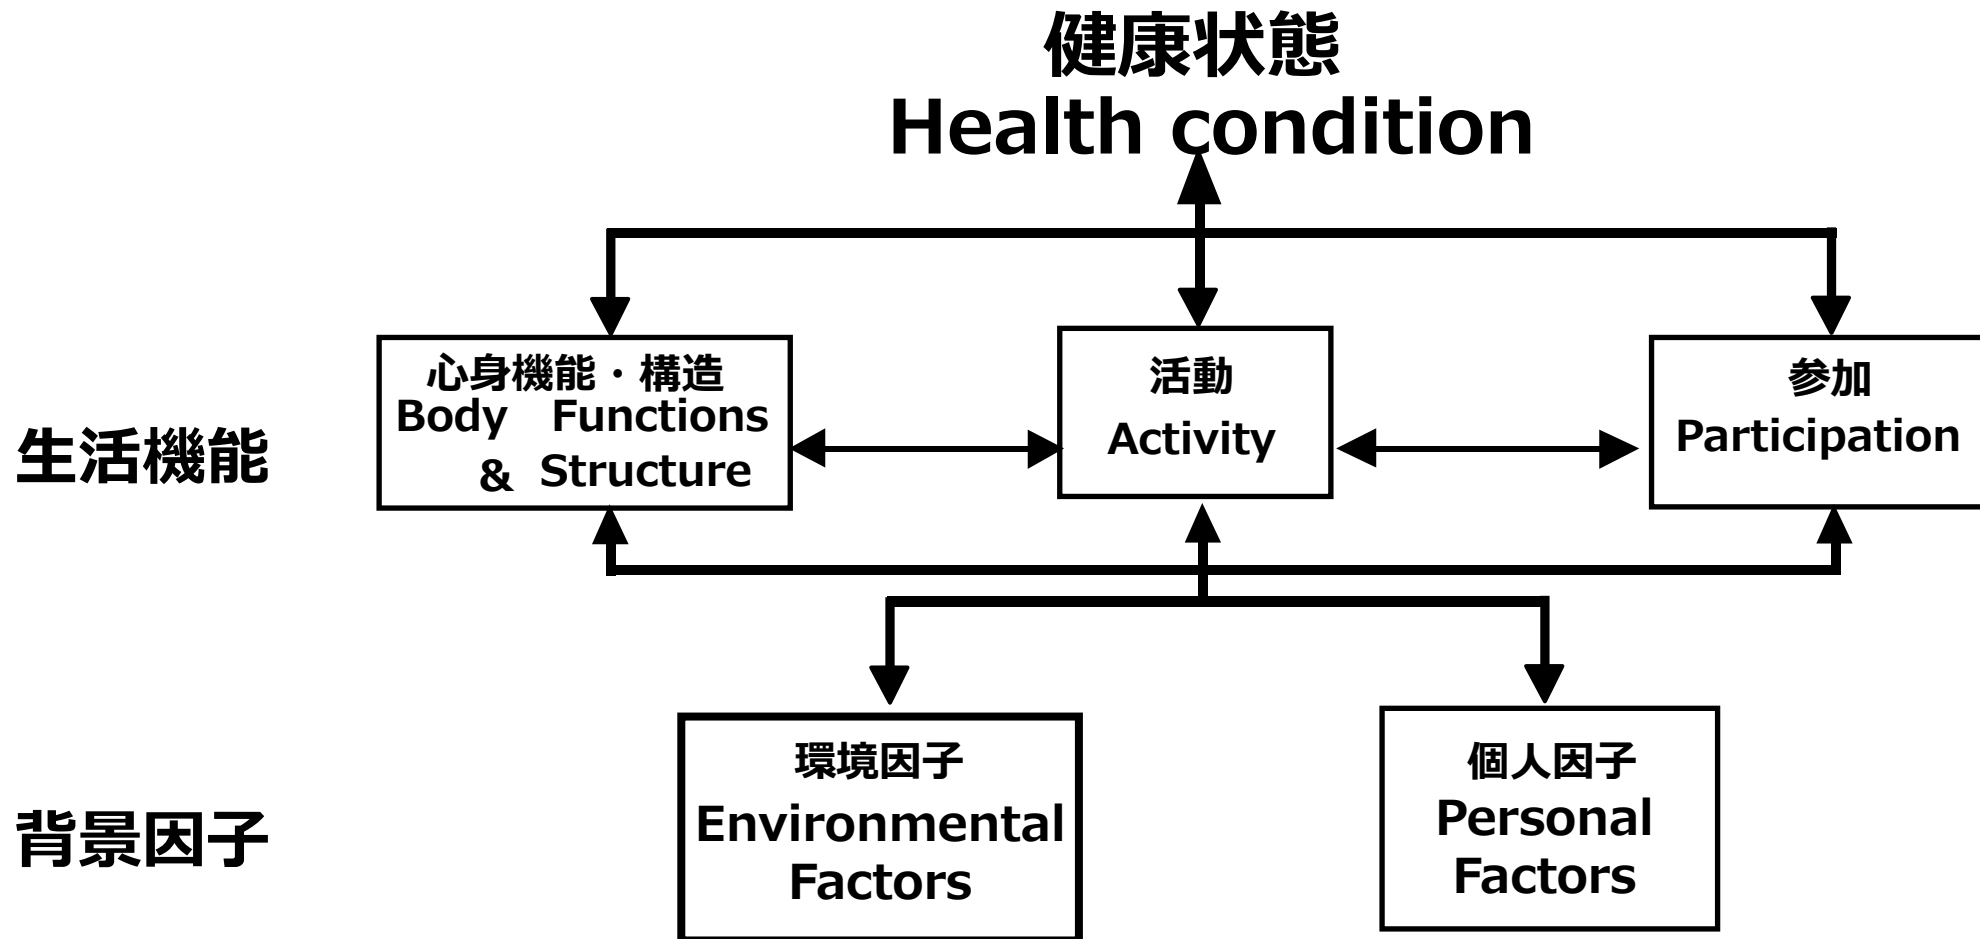 健康状態
Health condition
心身機能・構造
Body Functions
& Structure
活動
Activity
参加
Participation
生活機能
環境因子
Environmental
Factors
個人因子
Personal
Factors
背景因子